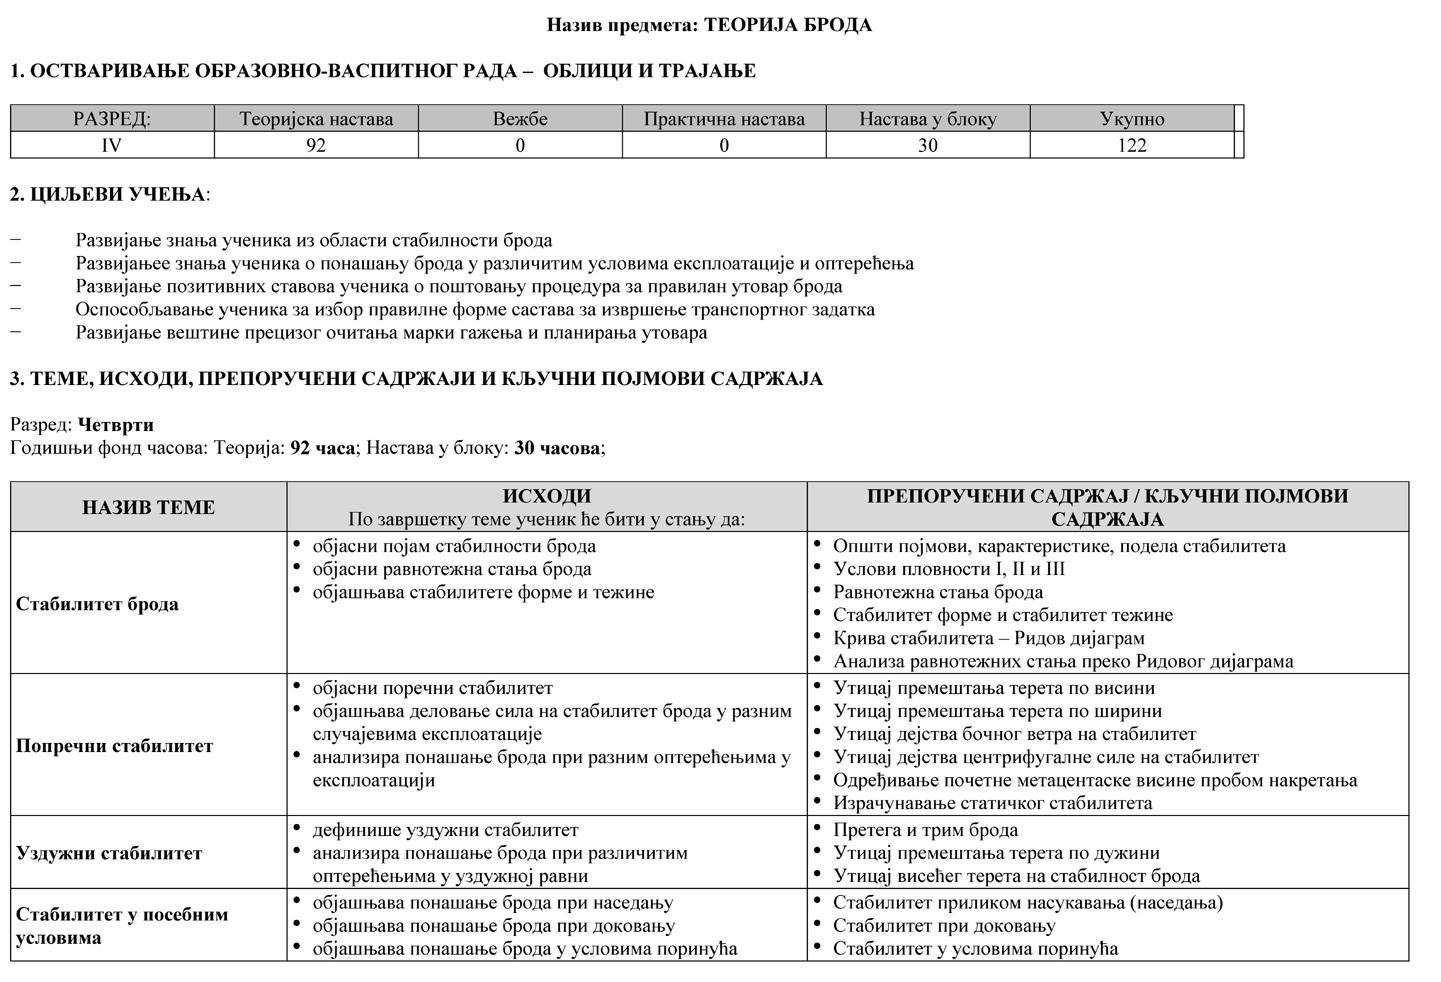 Назив предмета: ТЕОРИЈА БРОДА
1. ОСТВАРИВАЊЕ ОБРАЗОВНО-ВАСПИТНОГ РАДА – ОБЛИЦИ И ТРАЈАЊЕ
РАЗРЕД: Теоријска настава Вежбе Практична настава Настава у блоку Укупно
IV 92 0 0 30 122
2. ЦИЉЕВИ УЧЕЊА:
– Развијање знања ученика из области стабилности брода
– Развијањее знања ученика о понашању брода у различитим условима експлоатације и оптерећења
– Развијање позитивних ставова ученика о поштовању процедура за правилан утовар брода
– Оспособљавање ученика за избор правилне форме састава за извршење транспортног задатка
– Развијање вештине прецизог очитања марки гажења и планирања утовара
3. ТЕМЕ, ИСХОДИ, ПРЕПОРУЧЕНИ САДРЖАЈИ И КЉУЧНИ ПОЈМОВИ САДРЖАЈА
Разред: Четврти
Годишњи фонд часова: Теорија: 92 часа; Настава у блоку: 30 часова;
НАЗИВ ТЕМЕ
ИСХОДИ
По завршетку теме ученик ће бити у стању да:
ПРЕПОРУЧЕНИ САДРЖАЈ / КЉУЧНИ ПОЈМОВИ
САДРЖАЈА
Стабилитет брода
• објасни појам стабилности брода
• објасни равнотежна стања брода
• објашњава стабилитете форме и тежине
• Општи појмови, карактеристике, подела стабилитета
• Услови пловности I, II и III
• Равнотежна стања брода
• Стабилитет форме и стабилитет тежине
• Крива стабилитета – Ридов дијаграм
• Анализа равнотежних стања преко Ридовог дијаграма
Попречни стабилитет
• објасни поречни стабилитет
• објашњава деловање сила на стабилитет брода у разним
случајевима експлоатације
• анализира понашање брода при разним оптерећењима у
експлоатацији
• Утицај премештања терета по висини
• Утицај премештања терета по ширини
• Утицај дејства бочног ветра на стабилитет
• Утицај дејства центрифугалне силе на стабилитет
• Одређивање почетне метацентаске висине пробом накретања
• Израчунавање статичког стабилитета
Уздужни стабилитет
• дефинише уздужни стабилитет
• анализира понашање брода при различитим
оптерећењима у уздужној равни
• Претега и трим брода
• Утицај премештања терета по дужини
• Утицај висећег терета на стабилност брода
Стабилитет у посебним
условима
• објашњава понашање брода при наседању
• објашњава понашање брода при доковању
• објашњава понашање брода у условима поринућа
• Стабилитет приликом насукавања (наседања)
• Стабилитет при доковању
• Стабилитет у условима поринућа